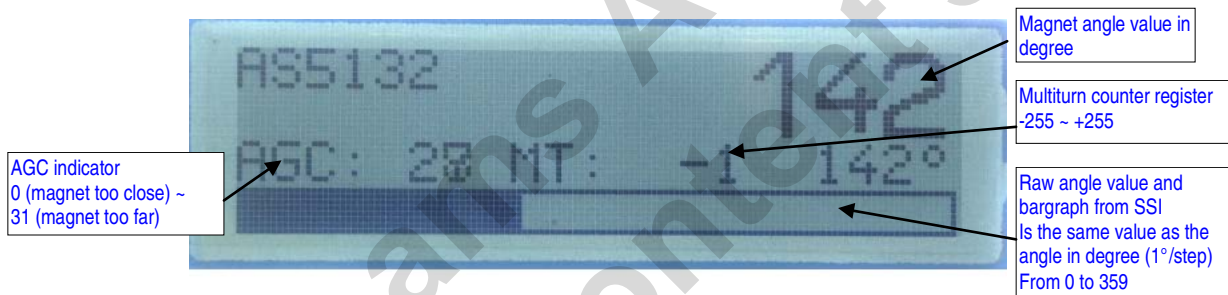 AS5132
142
AGC: MT: -1 142°
Magnet angle value in
degree
Multiturn counter register
-255 ~ +255
AGC indicator
0 (magnet too close) ~
31 (magnet too far)
Raw angle value and
bargraph from SSI
Is the same value as the
angle in degree (1°/step)
From 0 to 359